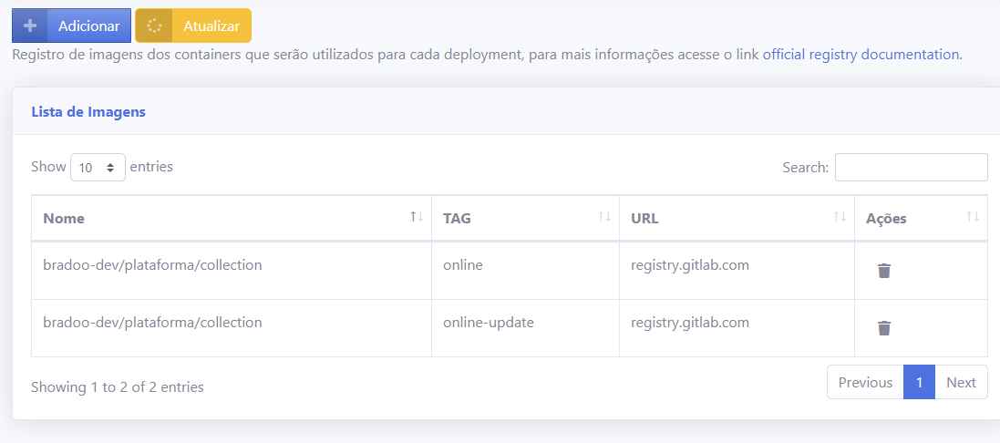 Adicionar Atualizar
Registro de imagens dos containers que serão utilizados para cada deployment, para mais informações acesse o link official registry documentation.
Lista de Imagens
Show 10 entries Search:
Nome TAG URL Ações
bradoo-dev/plataforma/collection online registry.gitlab.com
bradoo-dev/plataforma/collection online-update registry.gitlab.com
Showing 1 to 2 of 2 entries Previous 1 Next